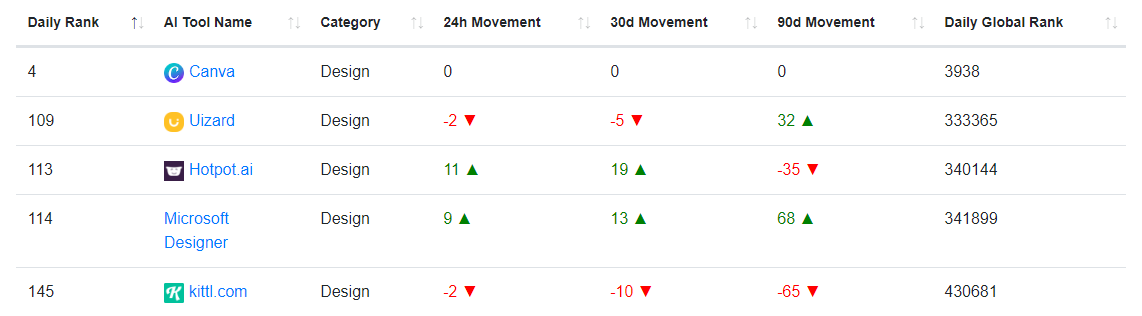 Daily Rank AI Tool Name Category 24h Movement 30d Movement 90d Movement Daily Global Rank
4 Canva Design 0 0 0 3938
109 Uizard Design -2 ▼ -5 ▼ 32 ▲ 333365
113 Hotpot.ai Design 11 ▲ 19 ▲ -35 ▼ 340144
114 Microsoft Design 9 ▲ 13 ▲ 68 ▲ 341899
Designer
145 kittl.com Design -2 ▼ -10 ▼ -65 ▼ 430681